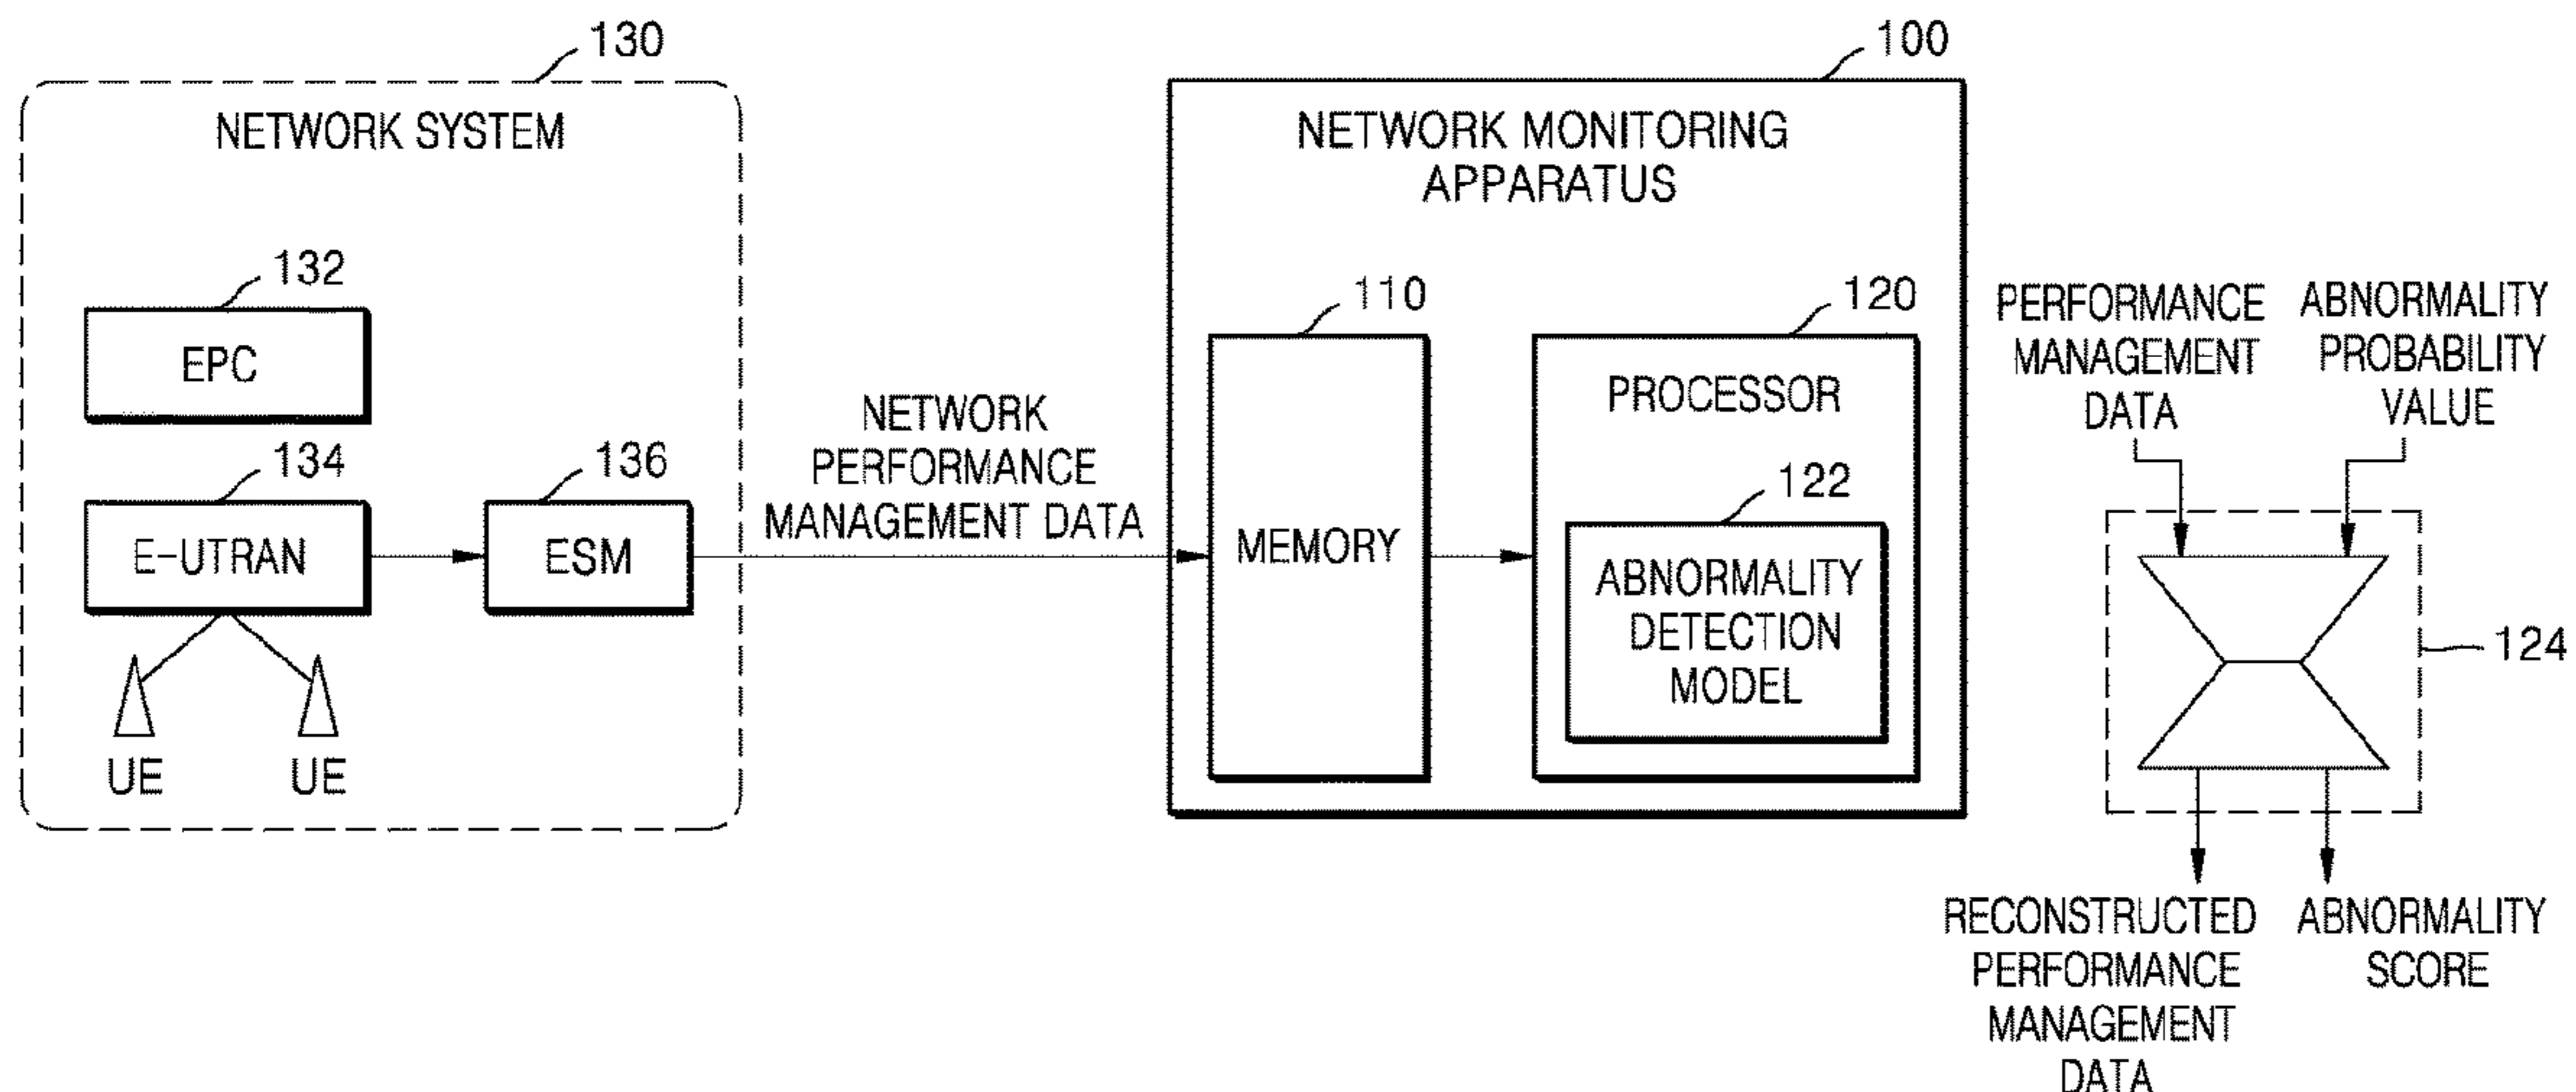 130
NETWORK SYSTEM
132
EPC
134
E-UTRAN
136
ESM
UE
UE
NETWORK
PERFORMANCE
MANAGEMENT DATA
100
NETWORK MONITORING
APPARATUS
110
MEMORY
120
PROCESSOR
122
ABNORMALITY
DETECTION
MODEL
PERFORMANCE
MANAGEMENT
DATA
ABNORMALITY
PROBABILITY
VALUE
124
RECONSTRUCTED
PERFORMANCE
MANAGEMENT
DATA
ABNORMALITY
SCORE